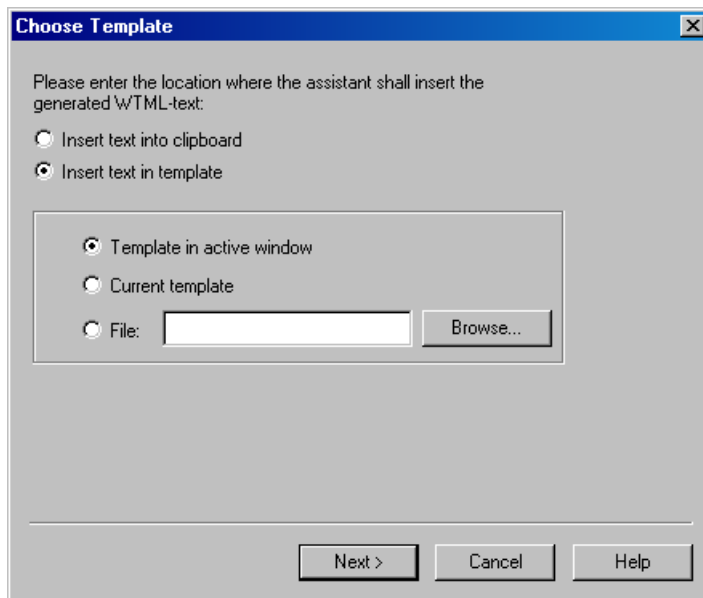 Choose Template
Please enter the location where the assistant shall insert the
generated WTML-text:
Insert text into clipboard
Insert text in template
Template in active window
Current template
File:
Browse...
Next >
Cancel
Help